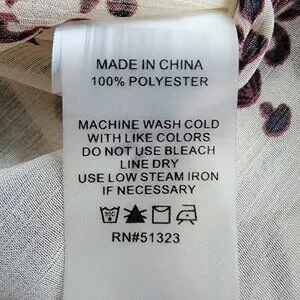 MADE IN CHINA
100% POLYESTER
MACHINE WASH COLD
WITH LIKE COLORS
DO NOT USE BLEACH
LINE DRY
USE LOW STEAM IRON
IF NECESSARY
30C
RN#51323